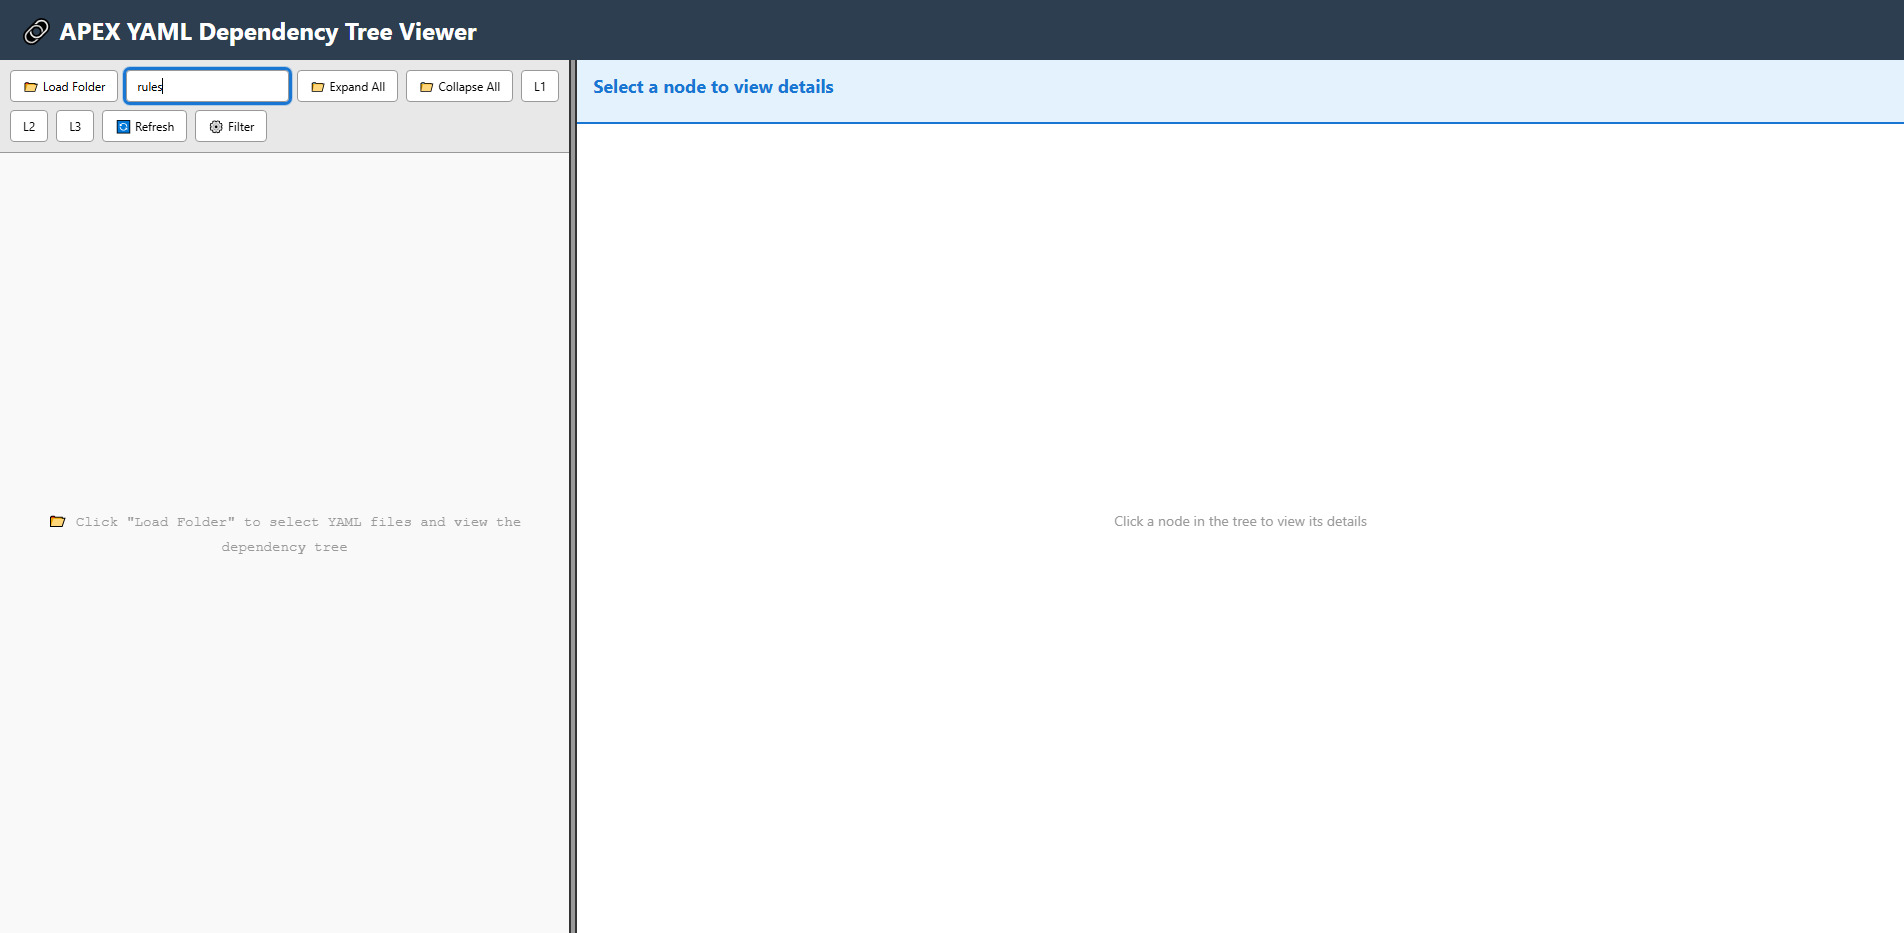 APEX YAML Dependency Tree Viewer
Load Folder
rules
Expand All
Collapse All
L1
L2
L3
Refresh
Filter
Click "Load Folder" to select YAML files and view the
dependency tree
Select a node to view details
Click a node in the tree to view its details